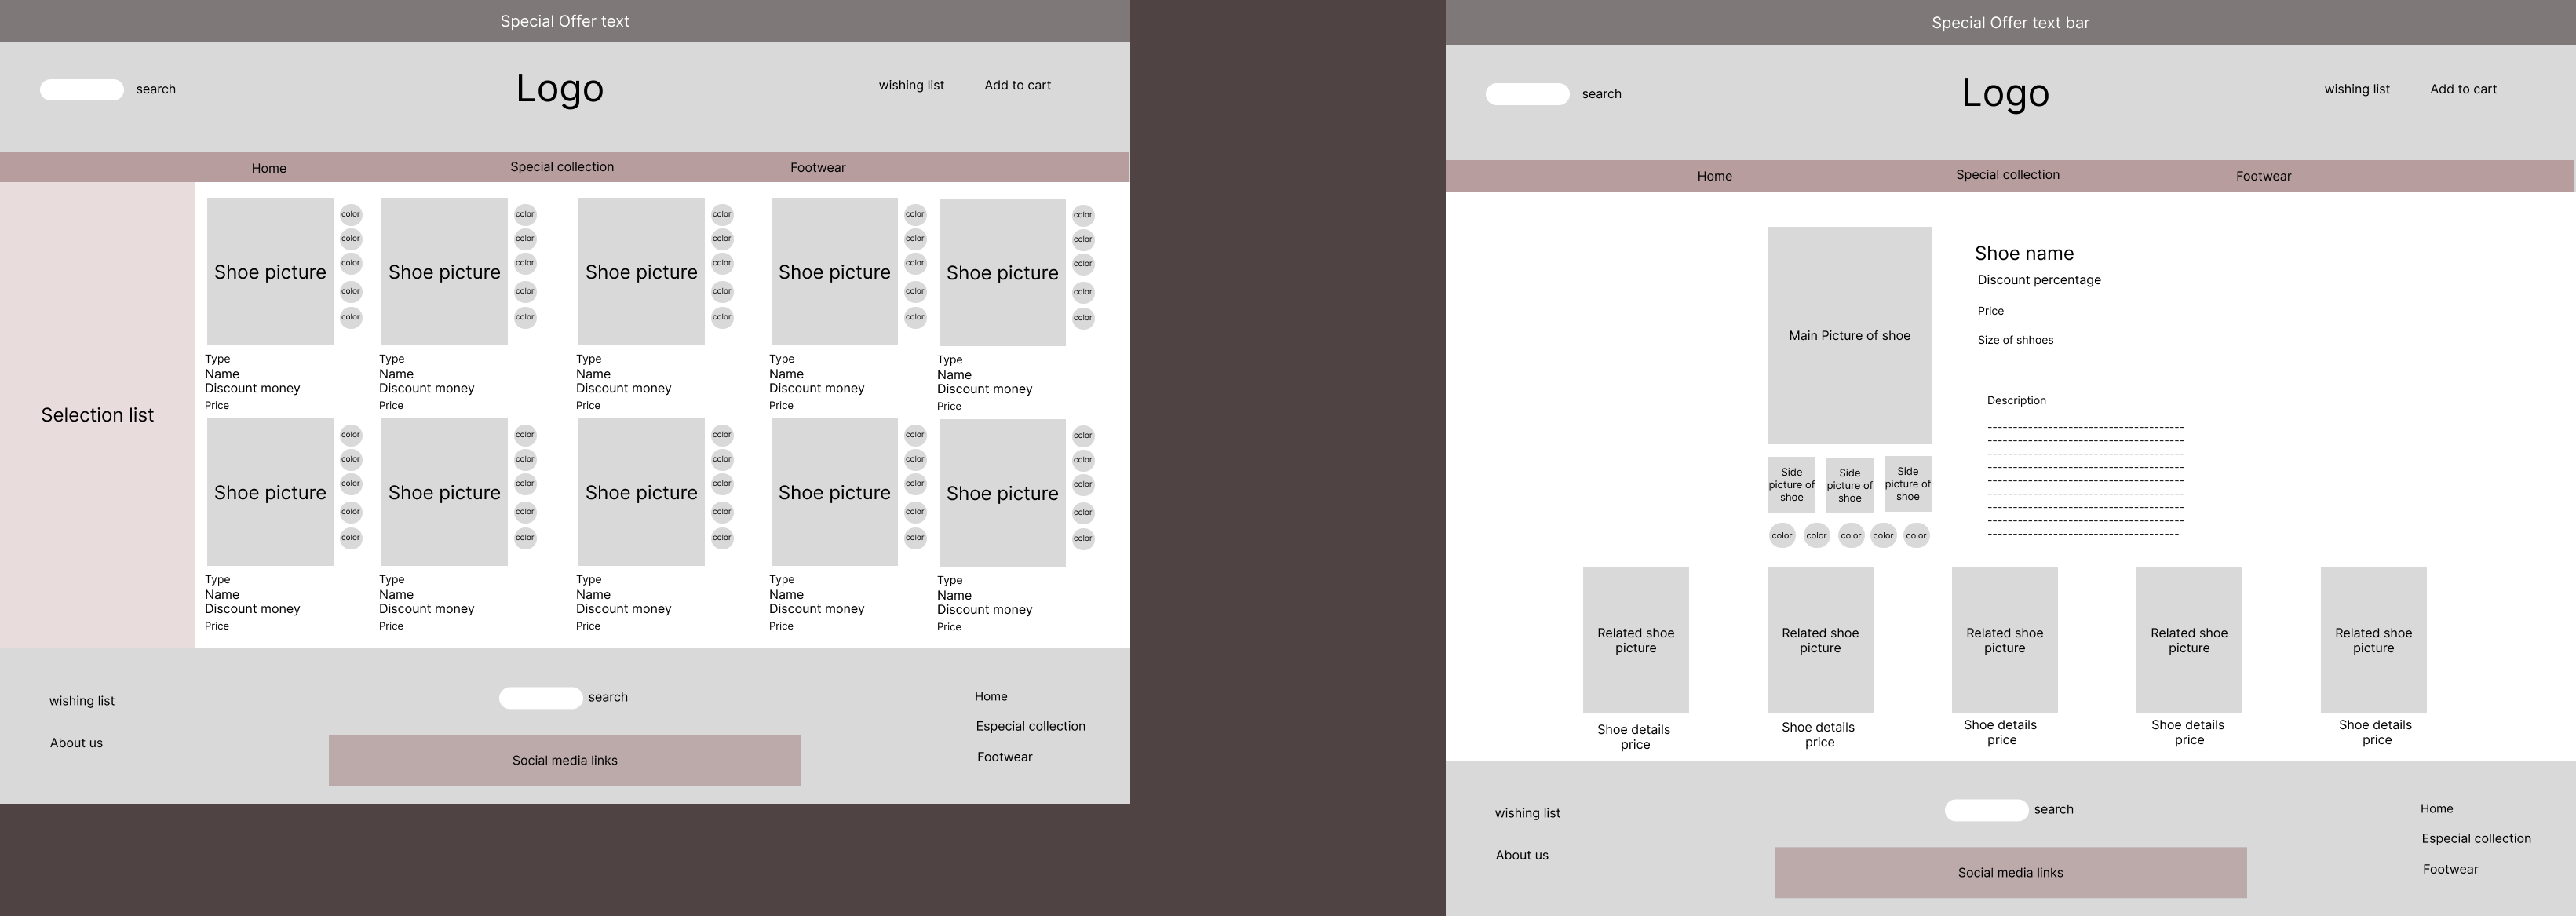 Special Offer text
search
Logo
wishing list
Add to cart
Home
Special collection
Footwear
Selection list
Shoe picture
color
color
color
color
color
Type
Name
Discount money
Price
Shoe picture
color
color
color
color
color
Type
Name
Discount money
Price
Shoe picture
color
color
color
color
color
Type
Name
Discount money
Price
Shoe picture
color
color
color
color
color
Type
Name
Discount money
Price
Shoe picture
color
color
color
color
color
Type
Name
Discount money
Price
Shoe picture
color
color
color
color
color
Type
Name
Discount money
Price
Shoe picture
color
color
color
color
color
Type
Name
Discount money
Price
Shoe picture
color
color
color
color
color
Type
Name
Discount money
Price
Shoe picture
color
color
color
color
color
Type
Name
Discount money
Price
Shoe picture
color
color
color
color
color
Type
Name
Discount money
Price
wishing list
About us
search
Social media links
Home
Especial collection
Footwear
Special Offer text bar
search
Logo
wishing list
Add to cart
Home
Special collection
Footwear
Main Picture of shoe
Side
picture of
shoe
Side
picture of
shoe
Side
picture of
shoe
color
color
color
color
color
Shoe name
Discount percentage
Price
Size of shhoes
Description
Related shoe
picture
Shoe details
price
Related shoe
picture
Shoe details
price
Related shoe
picture
Shoe details
price
Related shoe
picture
Shoe details
price
Related shoe
picture
Shoe details
price
wishing list
About us
search
Social media links
Home
Especial collection
Footwear